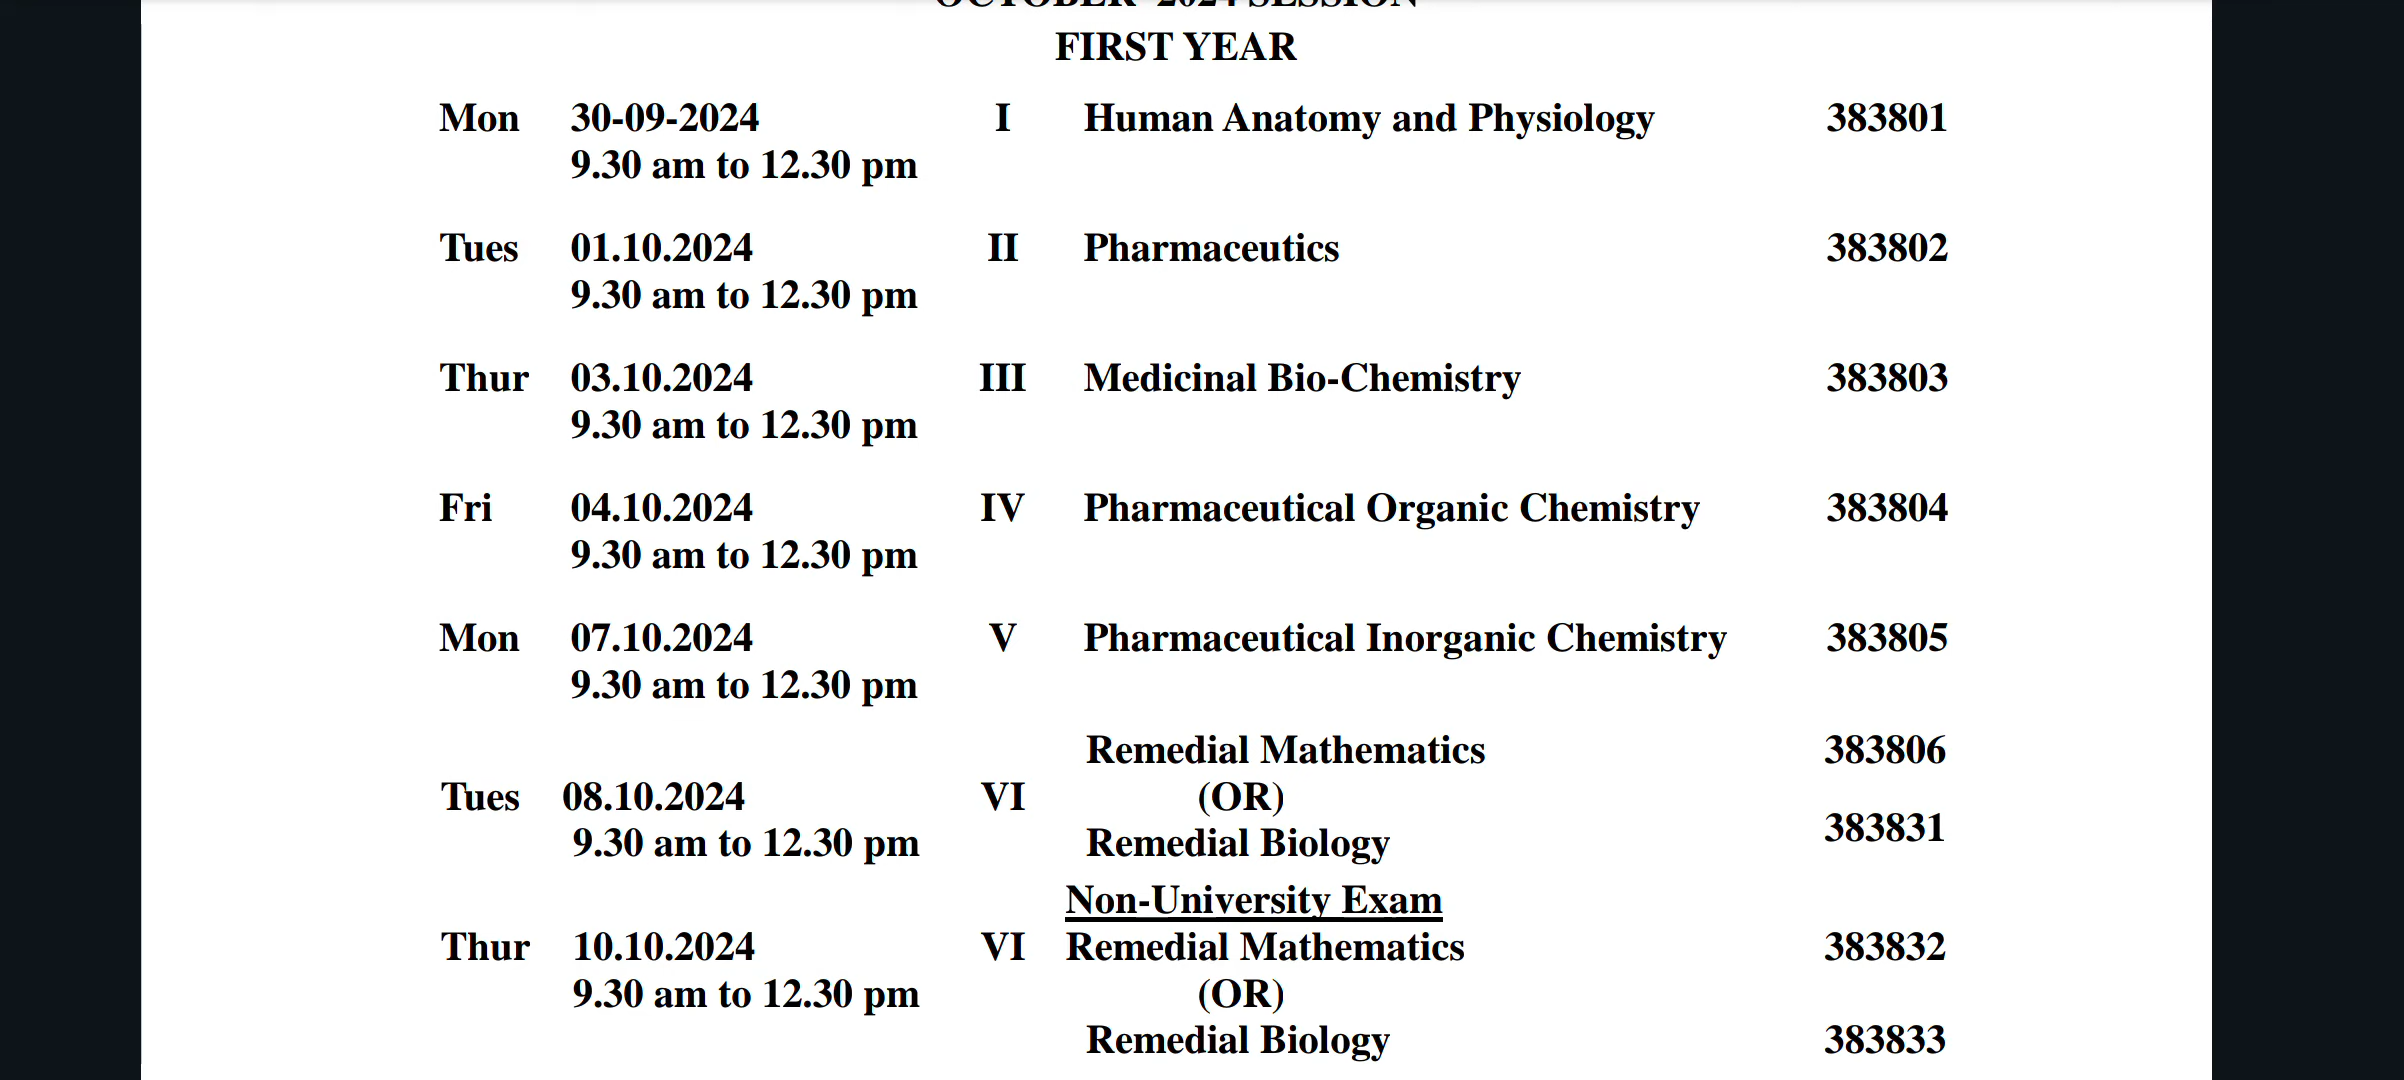 OCTOBER 2024 SESSION
FIRST YEAR
Mon 30-09-2024 I Human Anatomy and Physiology 383801
9.30 am to 12.30 pm
Tues 01.10.2024 II Pharmaceutics 383802
9.30 am to 12.30 pm
Thur 03.10.2024 III Medicinal Bio-Chemistry 383803
9.30 am to 12.30 pm
Fri 04.10.2024 IV Pharmaceutical Organic Chemistry 383804
9.30 am to 12.30 pm
Mon 07.10.2024 V Pharmaceutical Inorganic Chemistry 383805
9.30 am to 12.30 pm
Remedial Mathematics 383806
Tues 08.10.2024 VI (OR)
383831
9.30 am to 12.30 pm Remedial Biology
Non-University Exam
Thur 10.10.2024 VI Remedial Mathematics 383832
9.30 am to 12.30 pm (OR)
Remedial Biology 383833